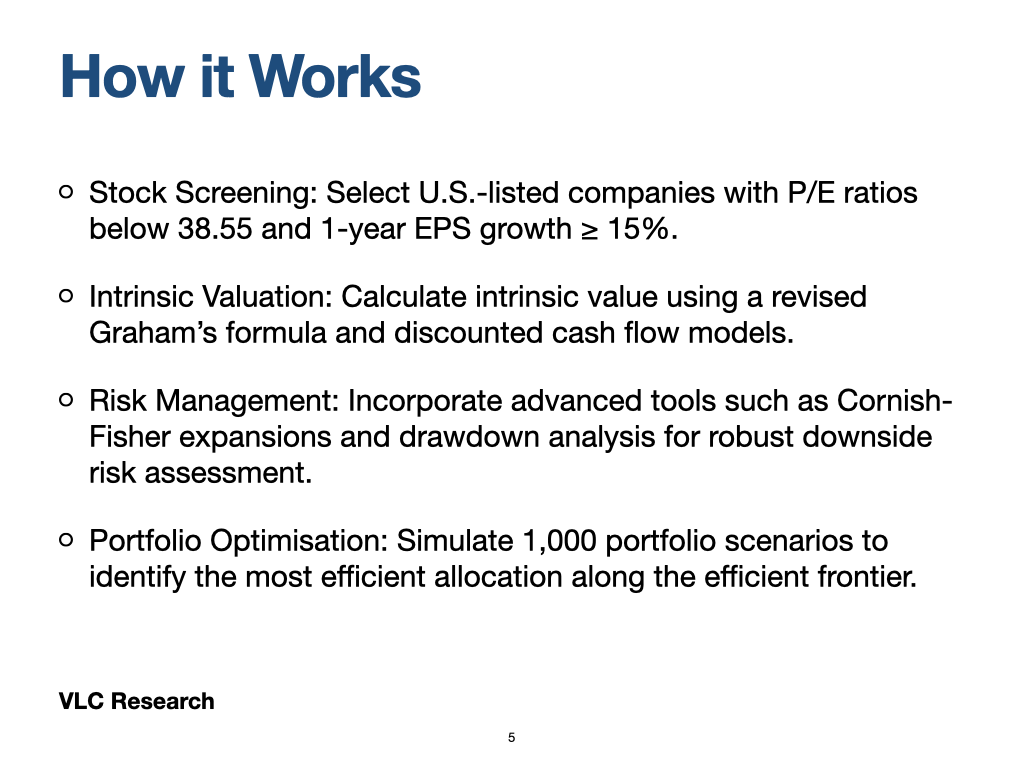 How it Works
Stock Screening: Select U.S.-listed companies with P/E ratios
below 38.55 and 1-year EPS growth ≥ 15%.
Intrinsic Valuation: Calculate intrinsic value using a revised
Graham’s formula and discounted cash flow models.
Risk Management: Incorporate advanced tools such as Cornish-
Fisher expansions and drawdown analysis for robust downside
risk assessment.
Portfolio Optimisation: Simulate 1,000 portfolio scenarios to
identify the most efficient allocation along the efficient frontier.
VLC Research
5